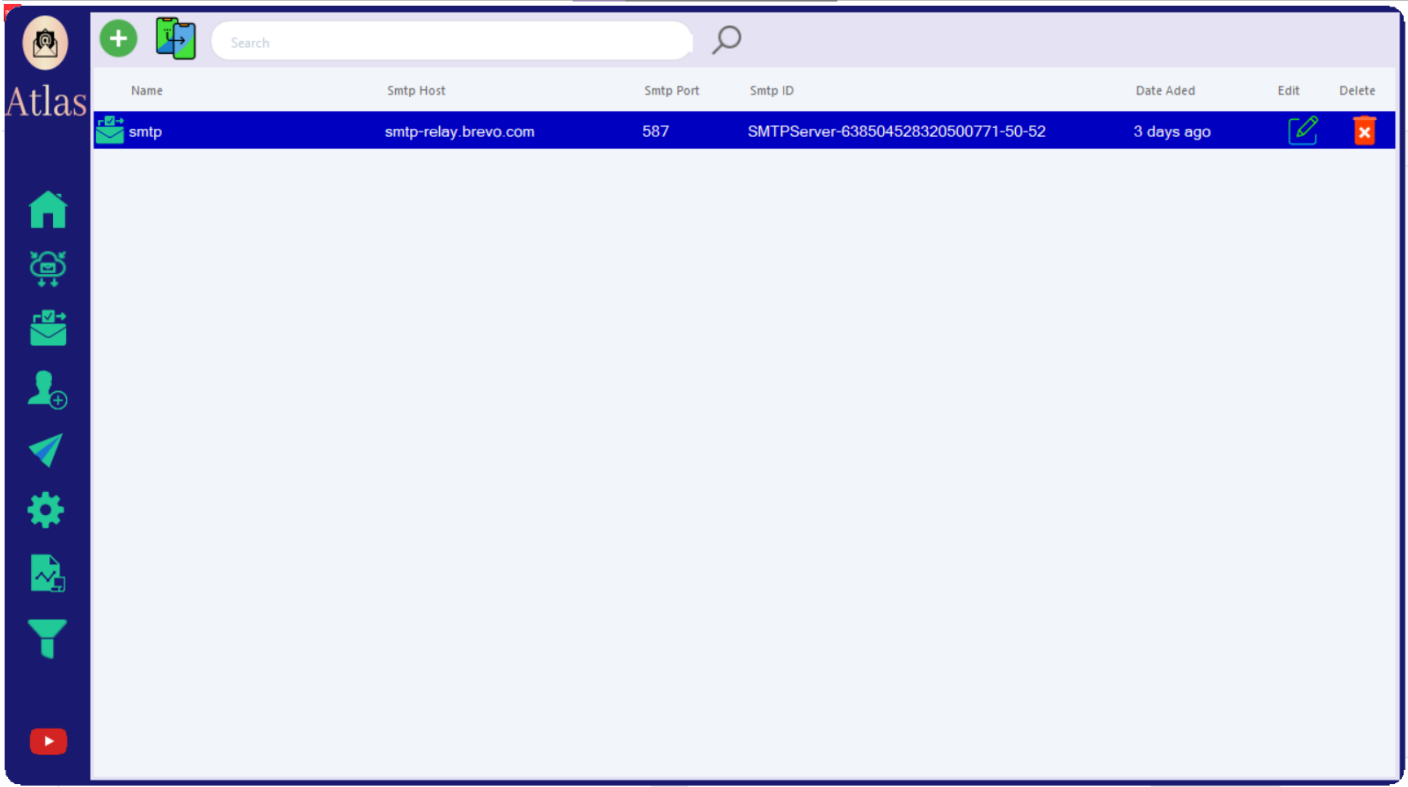 Atlas
Search
Name Smtp Host Smtp Port Smtp ID Date Aded Edit Delete
smtp smtp-relay.brevo.com 587 SMTPServer-638504528320500771-50-52 3 days ago